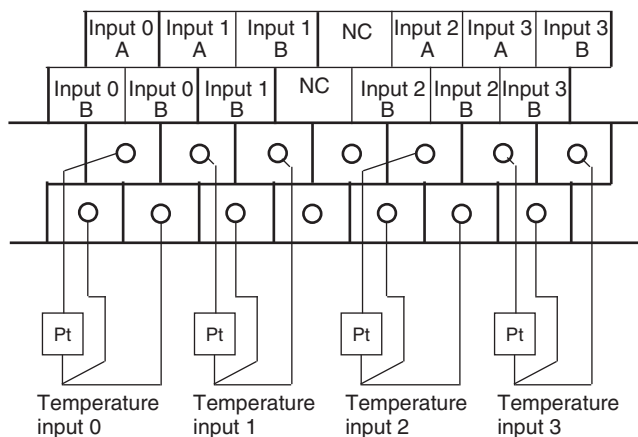 Input 0 Input 1 Input 1 NC Input 2 Input 3 Input 3
A A B A A B
Input 0 Input 0 Input 1 NC Input 2 Input 2 Input 3
B B B B B B
Pt Pt Pt Pt
Temperature Temperature Temperature Temperature
input 0 input 1 input 2 input 3